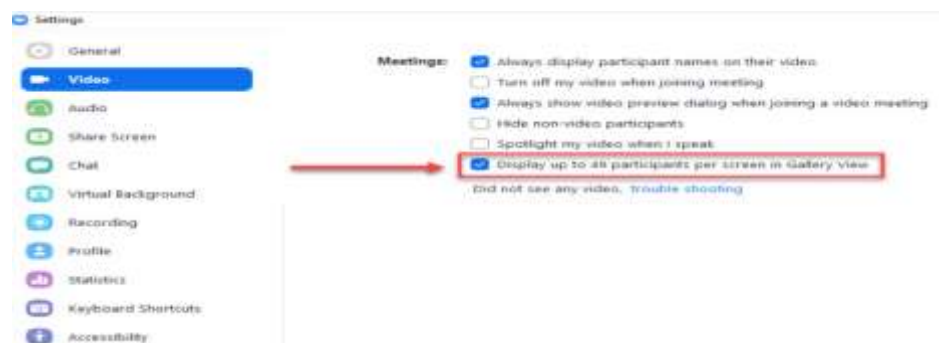 Settings
General
Video
Audio
Share Screen
Chat
Virtual Background
Recording
Profile
Statistics
Keyboard Shortcuts
Accessibility
Meetings:
Always display participant names on their video
Turn off my video when joining meeting
Always show video preview dialog when joining a video meeting
Hide non-video participants
Spotlight my video when I speak
Display up to 49 participants per screen in Gallery View
Did not see any video, trouble shooting